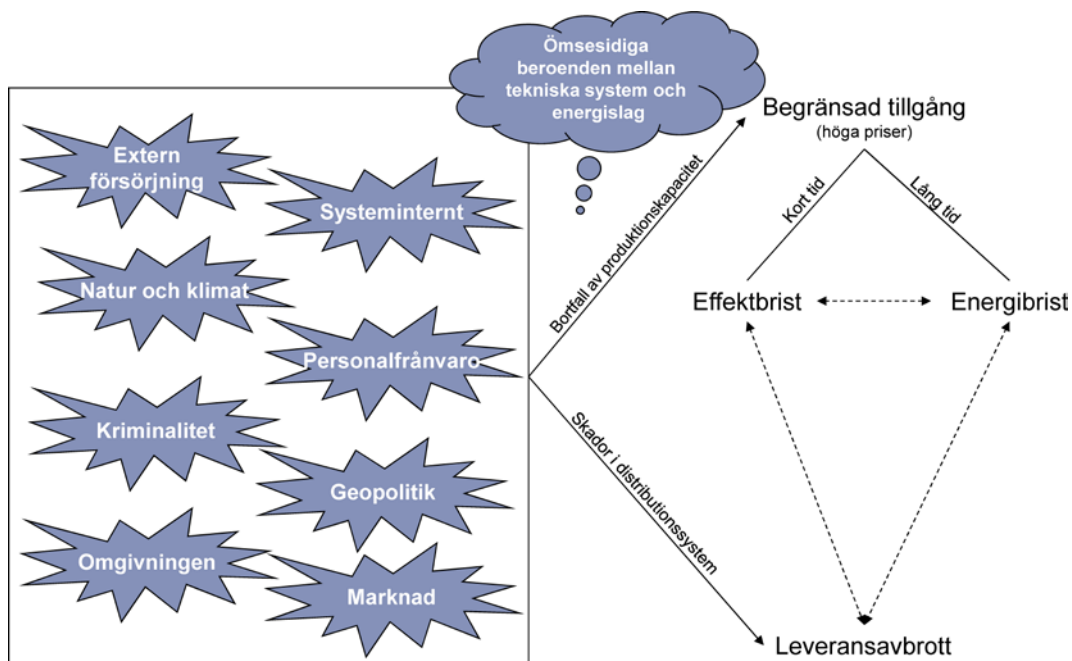 Ömsesidiga
beroenden mellan
tekniska system och
energislag
Extern
försörjning
Systeminternt
Natur och klimat
Personalfrånvaro
Kriminalitet
Geopolitik
Omgivningen
Marknad
Bortfall av produktionskapacitet
Skador i distributionssystem
Begränsad tillgång
(höga priser)
Kort tid
Lång tid
Effektbrist
Energibrist
Leveransavbrott